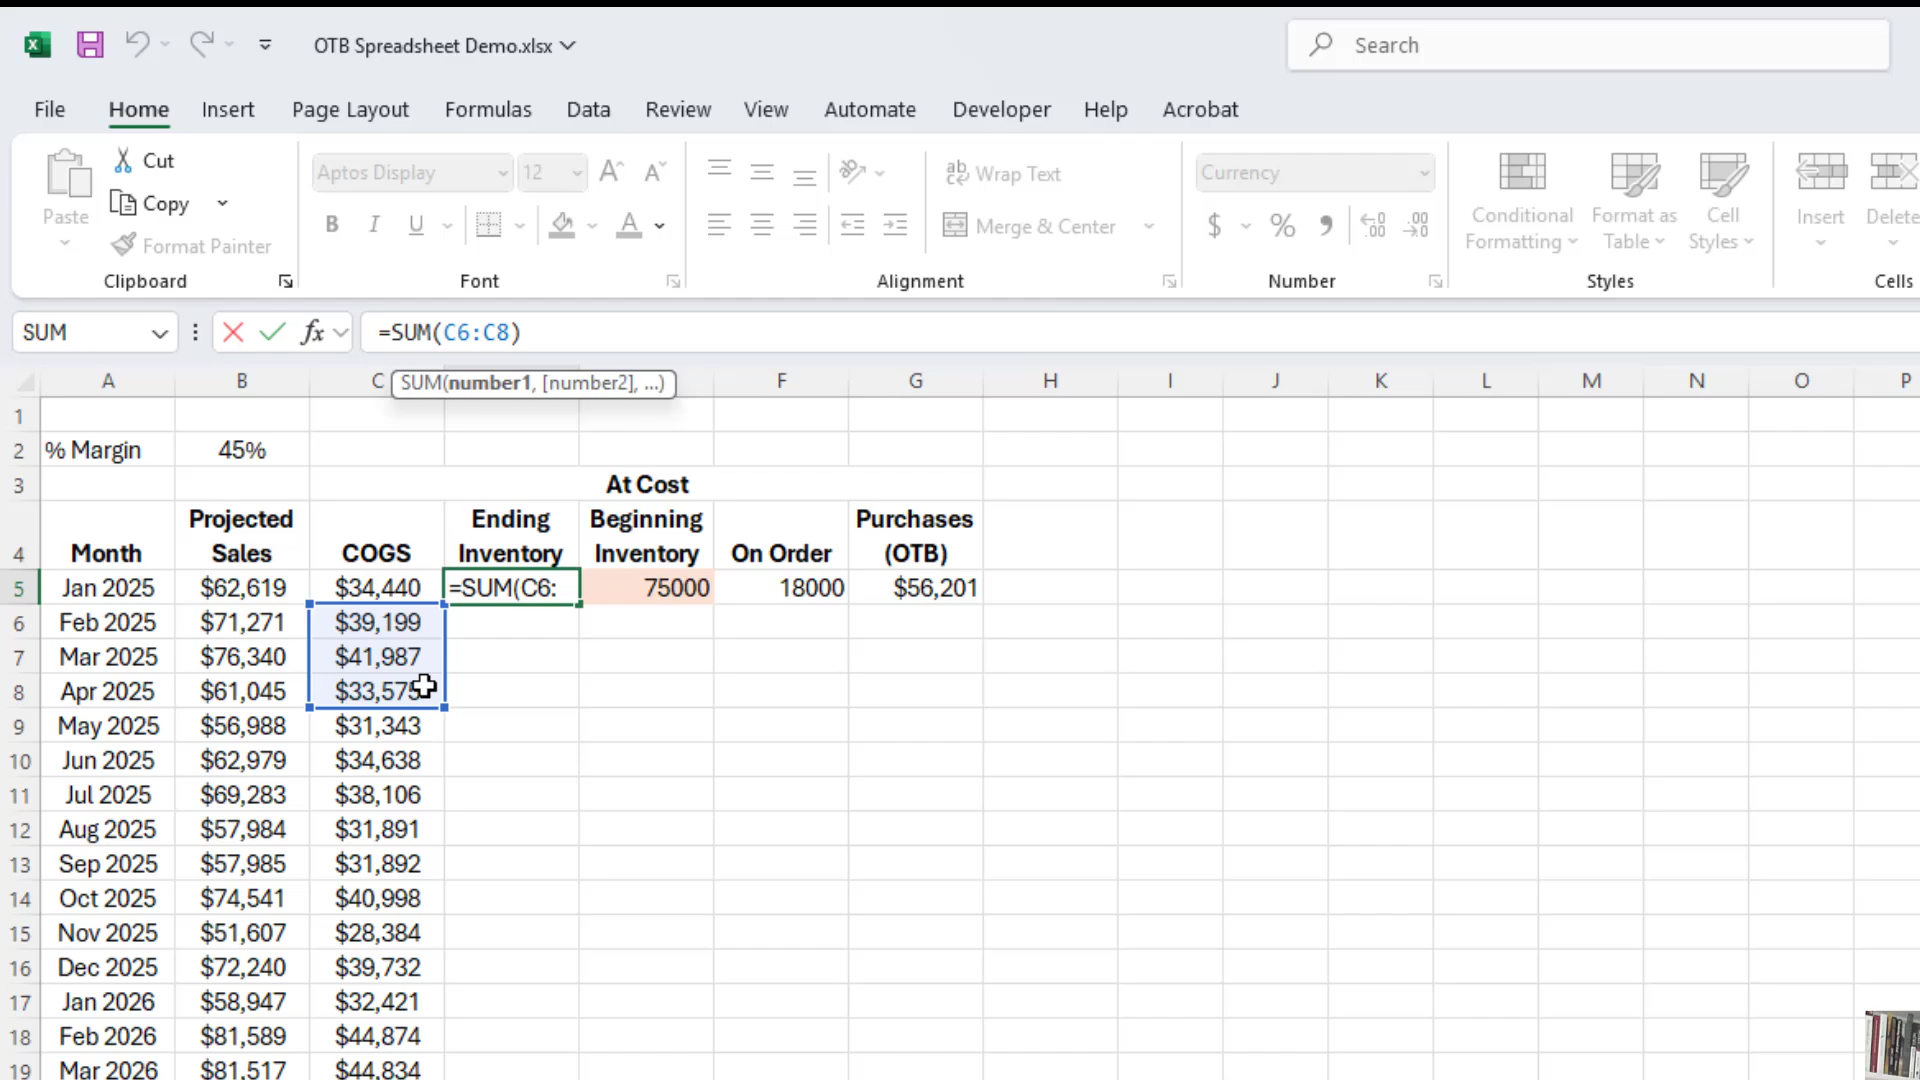 OTB Spreadsheet Demo.xlsx
Search
File Home Insert Page Layout Formulas Data Review View Automate Developer Help Acrobat
Paste
Cut
Copy
Format Painter
Clipboard
Aptos Display 12
B I U
Font
Wrap Text
Merge & Center
Alignment
Currency
$ % 9
Number
Conditional Formatting
Format as Table
Cell Styles
Styles
Insert Delete
Cells
SUM fx =SUM(C6:C8)
SUM(number1, [number2], ...)
A B C F G H I J K L M N O P
1
2 % Margin 45%
3 At Cost
Projected Ending Beginning Purchases
4 Month Sales COGS Inventory Inventory On Order (OTB)
5 Jan 2025 $62,619 $34,440 =SUM(C6: 75000 18000 $56,201
6 Feb 2025 $71,271 $39,199
7 Mar 2025 $76,340 $41,987
8 Apr 2025 $61,045 $33,575
9 May 2025 $56,988 $31,343
10 Jun 2025 $62,979 $34,638
11 Jul 2025 $69,283 $38,106
12 Aug 2025 $57,984 $31,891
13 Sep 2025 $57,985 $31,892
14 Oct 2025 $74,541 $40,998
15 Nov 2025 $51,607 $28,384
16 Dec 2025 $72,240 $39,732
17 Jan 2026 $58,947 $32,421
18 Feb 2026 $81,589 $44,874
19 Mar 2026 $81,517 $44,834